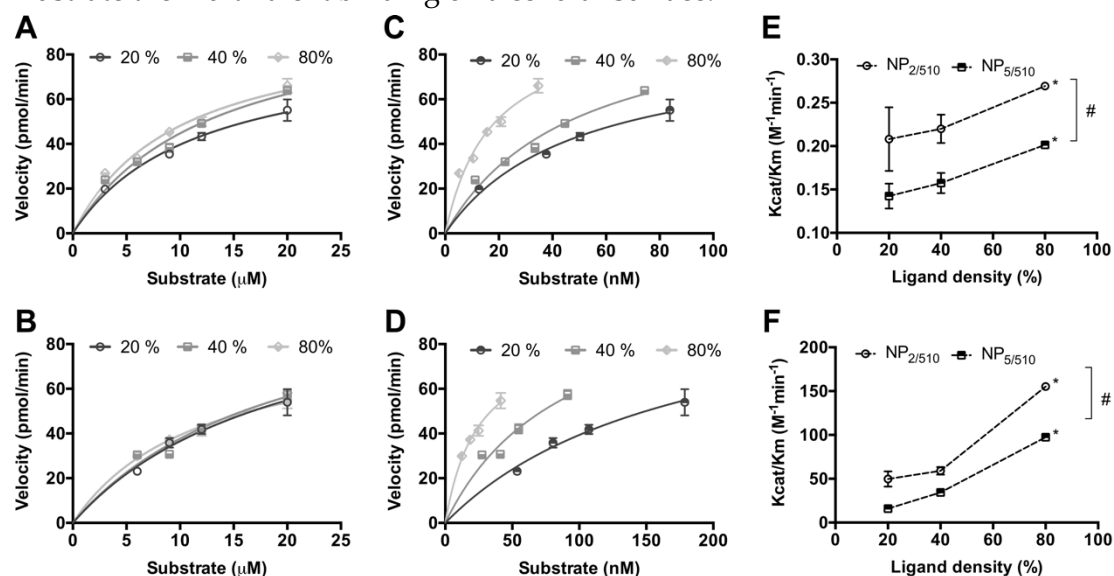 A
20 % 40 % 80%
Velocity (pmol/min)
80
60
40
20
0
0 5 10 15 20 25
Substrate (μM)
C
20 % 40 % 80%
Velocity (pmol/min)
80
60
40
20
0
0 20 40 60 80 100
Substrate (nM)
E
NP2/510 NP5/510
Kcat/Km (M-1min-1)
0.30
0.25
0.20
0.15
0.10
*
*
#
0 20 40 60 80 100
Ligand density (%)
B
20 % 40 % 80%
Velocity (pmol/min)
80
60
40
20
0
0 5 10 15 20 25
Substrate (μM)
D
20 % 40 % 80%
Velocity (pmol/min)
80
60
40
20
0
0 50 100 150 200
Substrate (nM)
F
NP2/510 NP5/510
Kcat/Km (M-1min-1)
200
150
100
50
0
*
*
#
0 20 40 60 80 100
Ligand density (%)